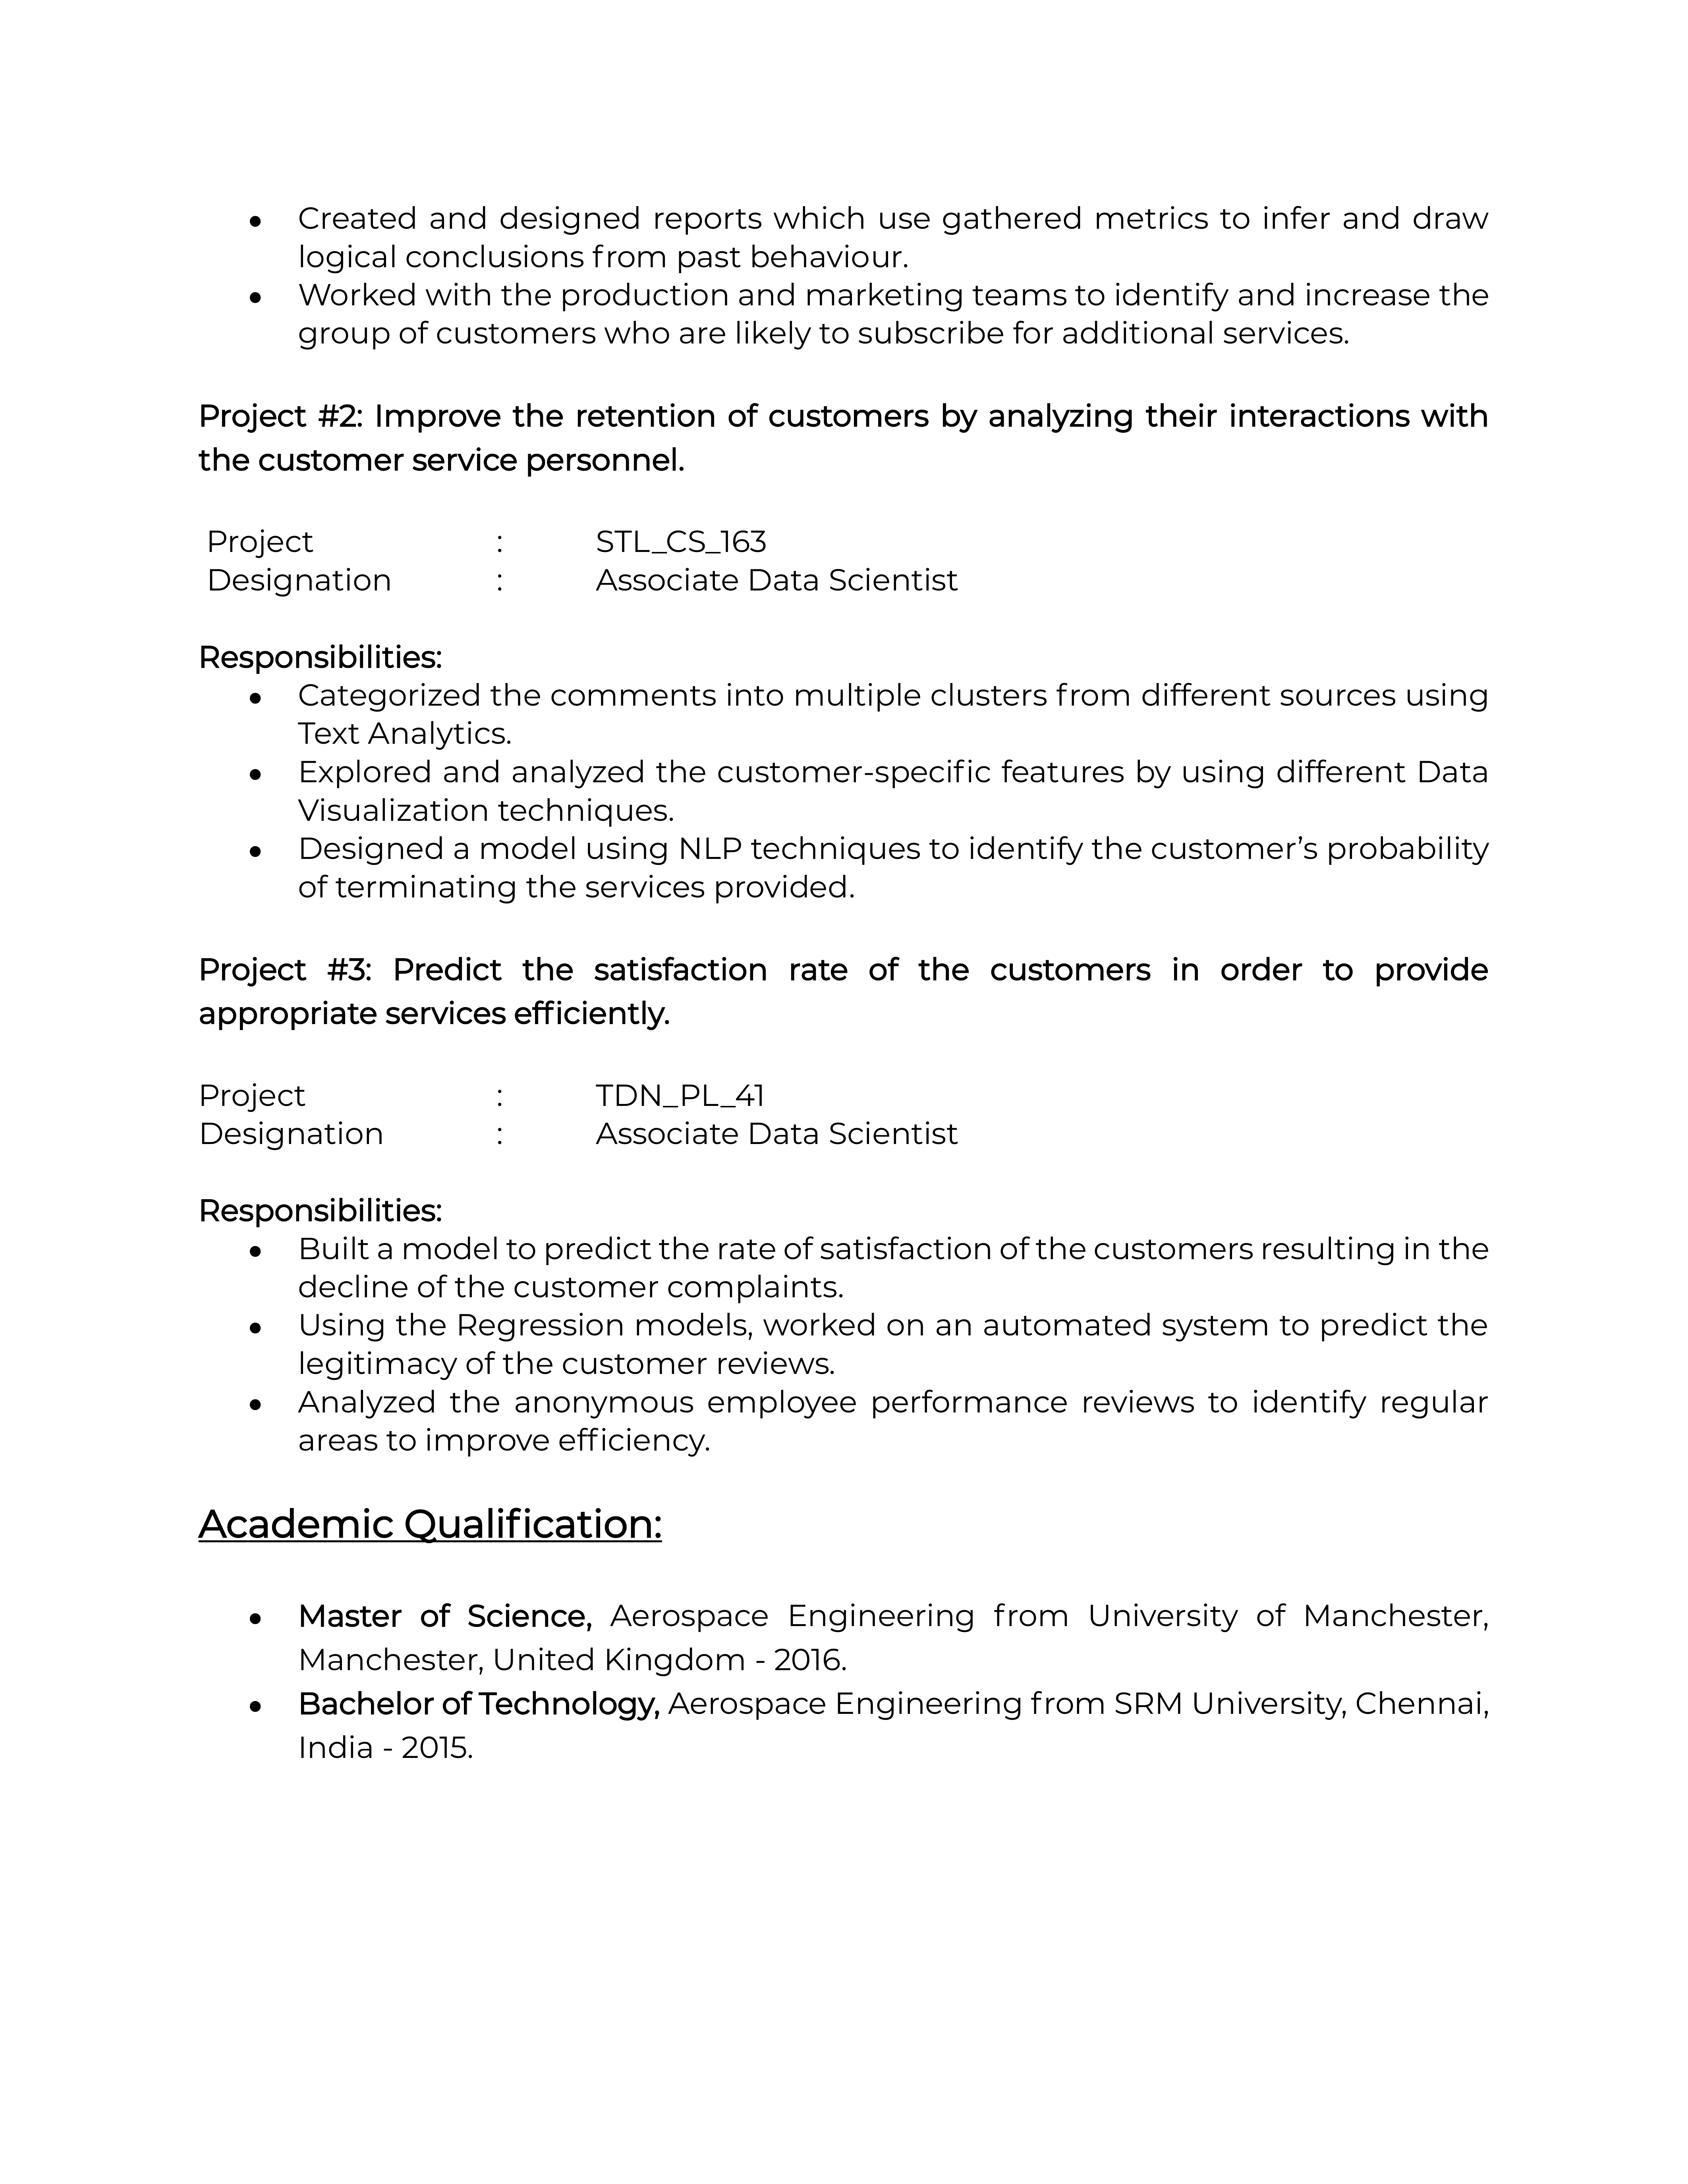 ● Created and designed reports which use gathered metrics to infer and draw
logical conclusions from past behaviour.
● Worked with the production and marketing teams to identify and increase the
group of customers who are likely to subscribe for additional services.
Project #2: Improve the retention of customers by analyzing their interactions with
the customer service personnel.
Project : STL_CS_163
Designation : Associate Data Scientist
Responsibilities:
● Categorized the comments into multiple clusters from different sources using
Text Analytics.
● Explored and analyzed the customer-specific features by using different Data
Visualization techniques.
● Designed a model using NLP techniques to identify the customer’s probability
of terminating the services provided.
Project #3: Predict the satisfaction rate of the customers in order to provide
appropriate services efficiently.
Project : TDN_PL_41
Designation : Associate Data Scientist
Responsibilities:
● Built a model to predict the rate of satisfaction of the customers resulting in the
decline of the customer complaints.
● Using the Regression models, worked on an automated system to predict the
legitimacy of the customer reviews.
● Analyzed the anonymous employee performance reviews to identify regular
areas to improve efficiency.
Academic Qualification:
● Master of Science, Aerospace Engineering from University of Manchester,
Manchester, United Kingdom - 2016.
● Bachelor of Technology, Aerospace Engineering from SRM University, Chennai,
India - 2015.